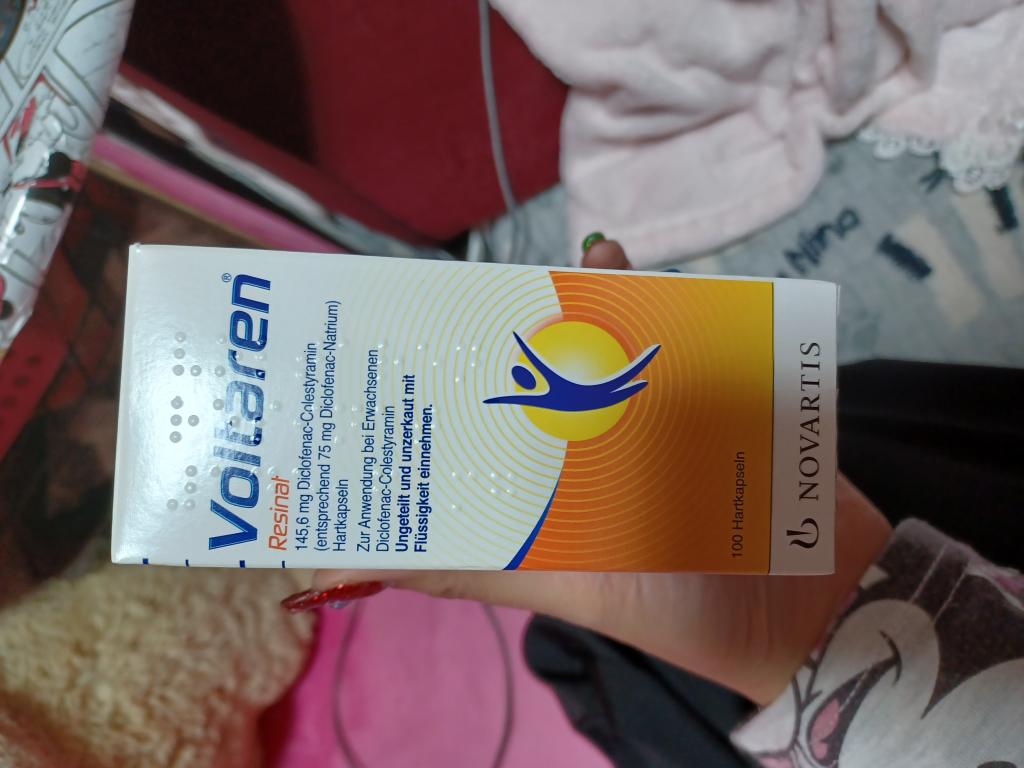 Voltaren®
Resinat
145,6 mg Diclofenac-Colestyramin
(entsprechend 75 mg Diclofenac-Natrium)
Hartkapseln
Zur Anwendung bei Erwachsenen
Diclofenac-Colestyramin
Ungeteilt und unzerkaut mit
Flüssigkeit einnehmen.
100 Hartkapseln
NOVARTIS